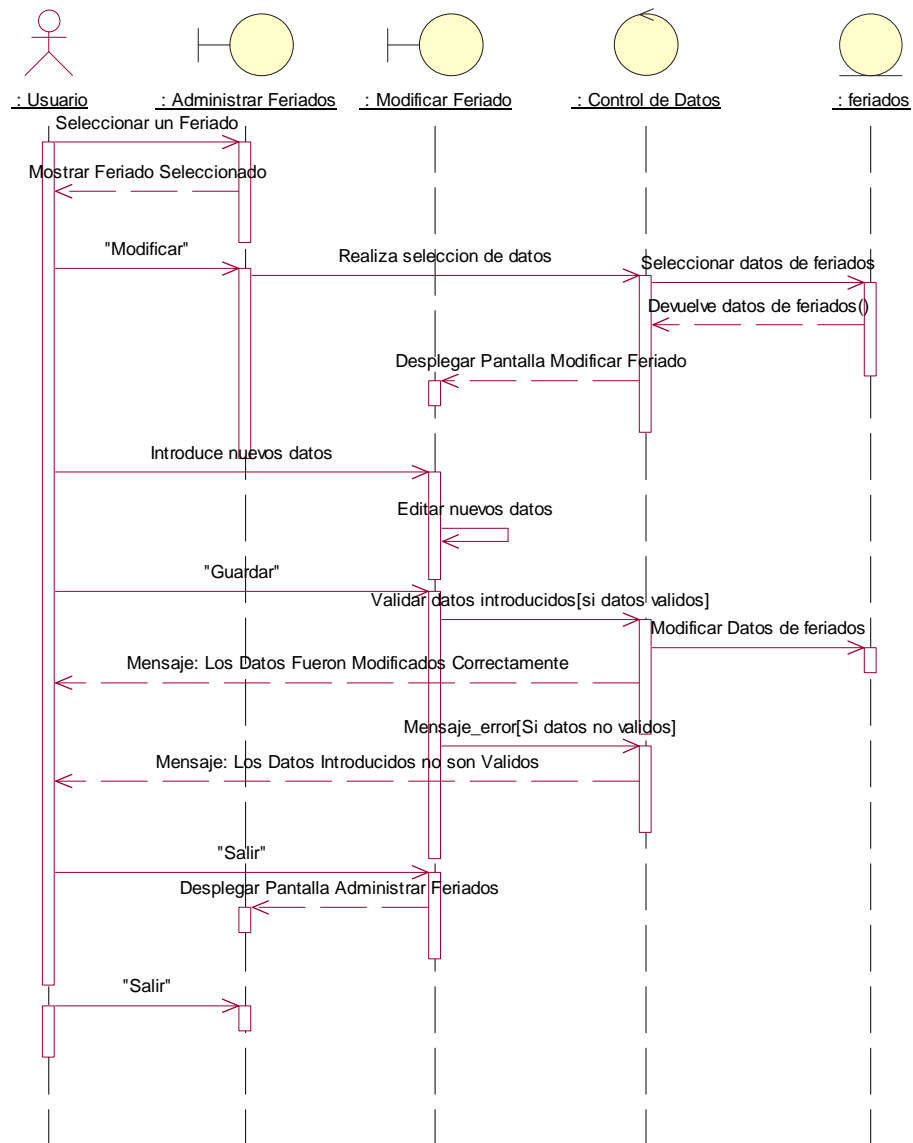 : Usuario
: Administrar Feriados
: Modificar Feriado
: Control de Datos
: feriados
Seleccionar un Feriado
Mostrar Feriado Seleccionado
"Modificar"
Realiza seleccion de datos
Seleccionar datos de feriados
Devuelve datos de feriados()
Desplegar Pantalla Modificar Feriado
Introduce nuevos datos
Editar nuevos datos
"Guardar"
Validar datos introducidos[si datos validos]
Modificar Datos de feriados
Mensaje: Los Datos Fueron Modificados Correctamente
Mensaje_error[Si datos no validos]
Mensaje: Los Datos Introducidos no son Validos
"Salir"
Desplegar Pantalla Administrar Feriados
"Salir"